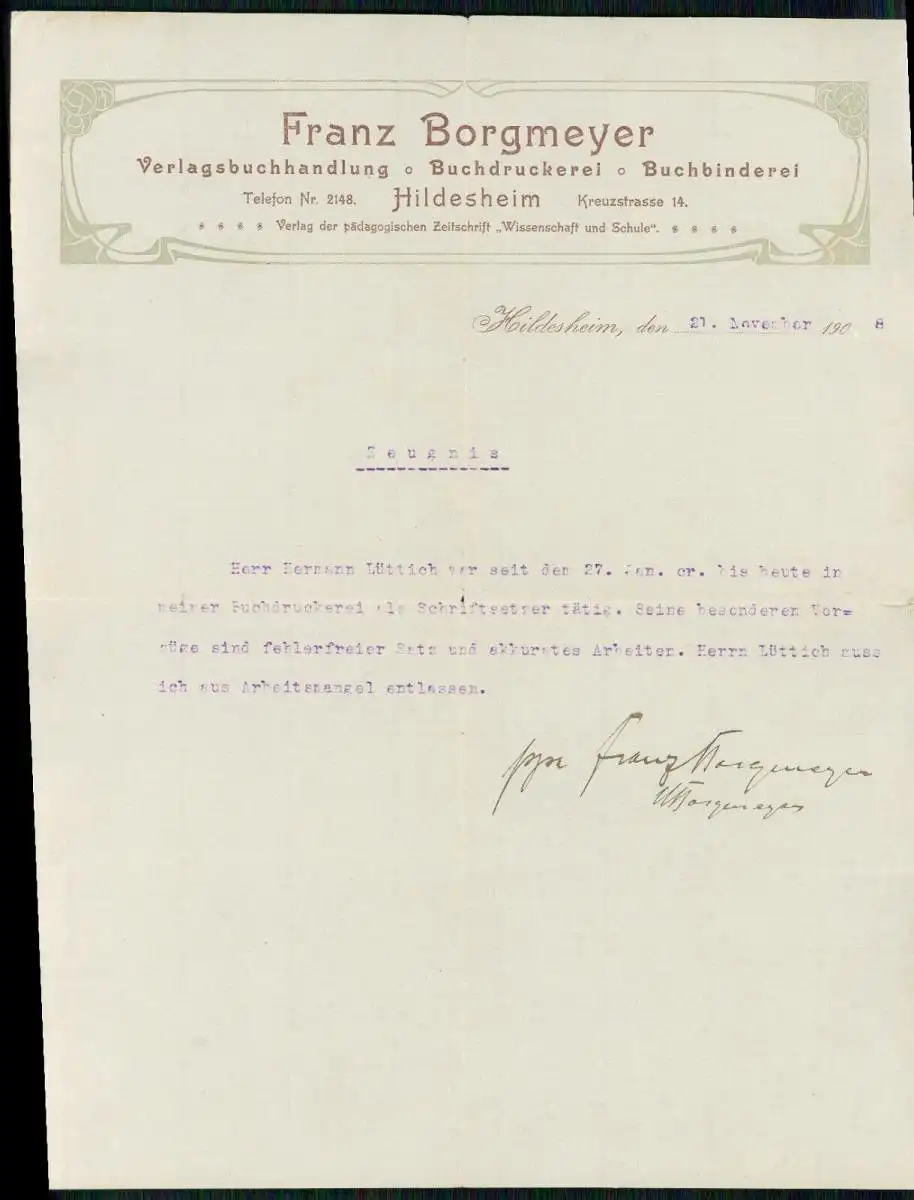 Franz Borgmeyer
Verlagsbuchhandlung o Buchdruckerei o Buchbinderei
Telefon Nr. 2148. Hildesheim Kreuzstrasse 14.
* * * * Verlag der pädagogischen Zeitschrift „Wissenschaft und Schule“. * * * *
Hildesheim, den 21. November 1908
Zeugnis
Herr Hermann Lüttich war seit dem 27. Jan. cr. bis heute in
meiner Buchdruckerei als Schriftsetzer tätig. Seine besonderen Vor=
züge sind fehlerfreier Satz und akkurates Arbeiten. Herrn Lüttich muss
ich aus Arbeitsmangel entlassen.
ppa Franz Borgmeyer
Borgmeyer